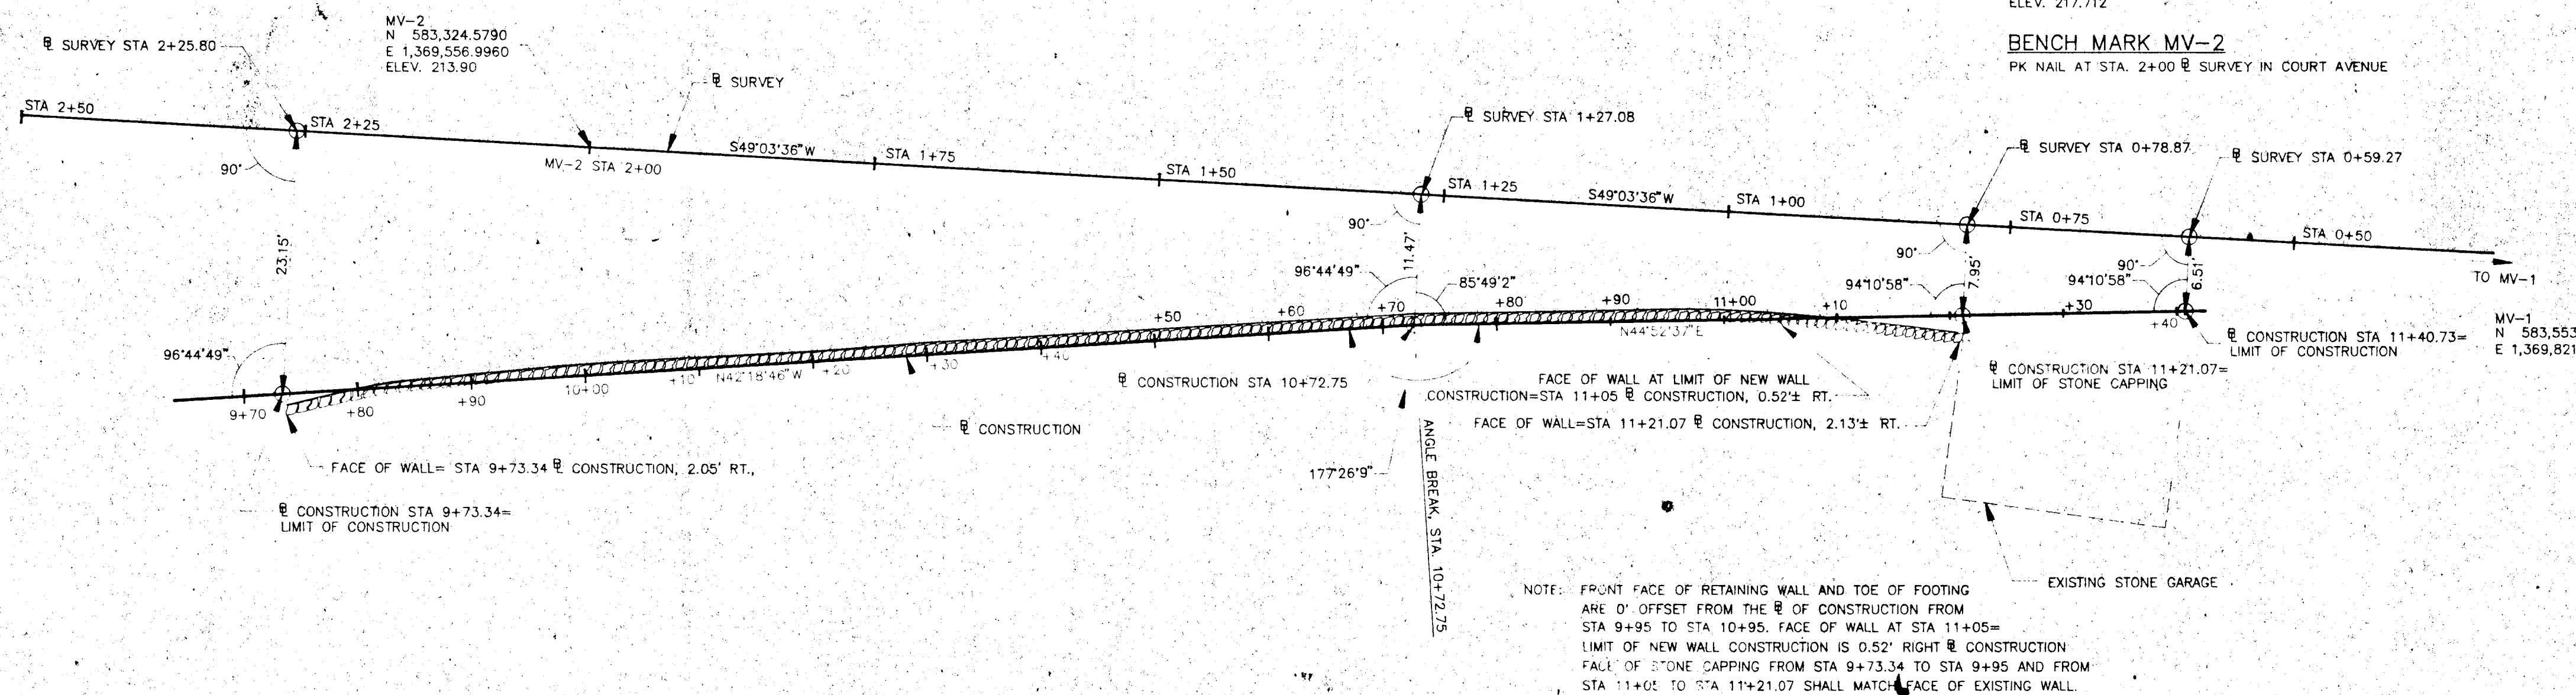 ELEV. 217.712
BENCH MARK MV-2
PK NAIL AT STA. 2+00 ⅊ SURVEY IN COURT AVENUE
MV-2
N 583,324.5790
E 1,369,556.9960
ELEV. 213.90
⅊ SURVEY STA 2+25.80
⅊ SURVEY
STA 2+50
STA 2+25
MV-2 STA 2+00
S49°03'36"W
STA 1+75
STA 1+50
⅊ SURVEY STA 1+27.08
STA 1+25
S49°03'36"W
STA 1+00
⅊ SURVEY STA 0+78.87
STA 0+75
⅊ SURVEY STA 0+59.27
STA 0+50
TO MV-1
90°
90°
90°
90°
23.15'
11.47'
7.95'
6.51'
96°44'49"
96°44'49"
85°49'2"
94°10'58"
94°10'58"
9+70
+80
+90
10+00
+10
N42°18'46"W
+20
+30
+40
+50
+60
+70
+80
+90
11+00
+10
+30
+40
N44°52'37"E
MV-1
N 583,553
E 1,369,821
⅊ CONSTRUCTION STA 11+40.73=
LIMIT OF CONSTRUCTION
⅊ CONSTRUCTION STA 11+21.07=
LIMIT OF STONE CAPPING
⅊ CONSTRUCTION STA 10+72.75
FACE OF WALL AT LIMIT OF NEW WALL
CONSTRUCTION=STA 11+05 ⅊ CONSTRUCTION, 0.52'± RT.
FACE OF WALL=STA 11+21.07 ⅊ CONSTRUCTION, 2.13'± RT.
⅊ CONSTRUCTION
177°26'9"
ANGLE BREAK, STA. 10+72.75
FACE OF WALL= STA 9+73.34 ⅊ CONSTRUCTION, 2.05' RT.,
⅊ CONSTRUCTION STA 9+73.34=
LIMIT OF CONSTRUCTION
EXISTING STONE GARAGE
NOTE: FRONT FACE OF RETAINING WALL AND TOE OF FOOTING
ARE 0' OFFSET FROM THE ⅊ OF CONSTRUCTION FROM
STA 9+95 TO STA 10+95. FACE OF WALL AT STA 11+05=
LIMIT OF NEW WALL CONSTRUCTION IS 0.52' RIGHT ⅊ CONSTRUCTION
FACE OF STONE CAPPING FROM STA 9+73.34 TO STA 9+95 AND FROM
STA 11+05 TO STA 11+21.07 SHALL MATCH FACE OF EXISTING WALL.